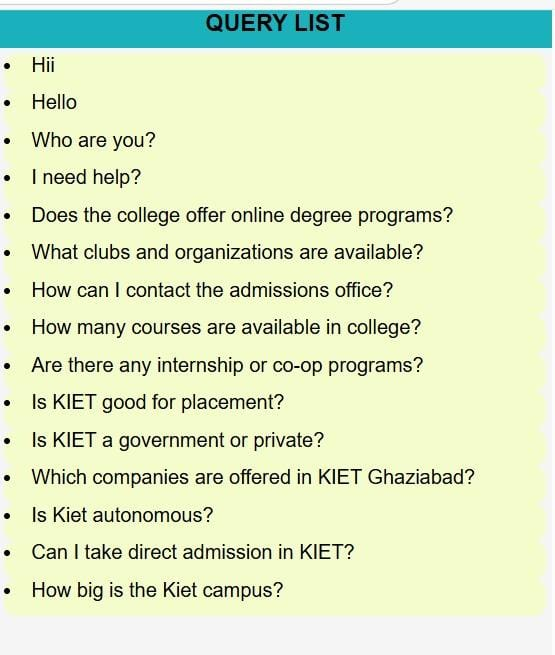 QUERY LIST
Hii
Hello
Who are you?
I need help?
Does the college offer online degree programs?
What clubs and organizations are available?
How can I contact the admissions office?
How many courses are available in college?
Are there any internship or co-op programs?
Is KIET good for placement?
Is KIET a government or private?
Which companies are offered in KIET Ghaziabad?
Is Kiet autonomous?
Can I take direct admission in KIET?
How big is the Kiet campus?